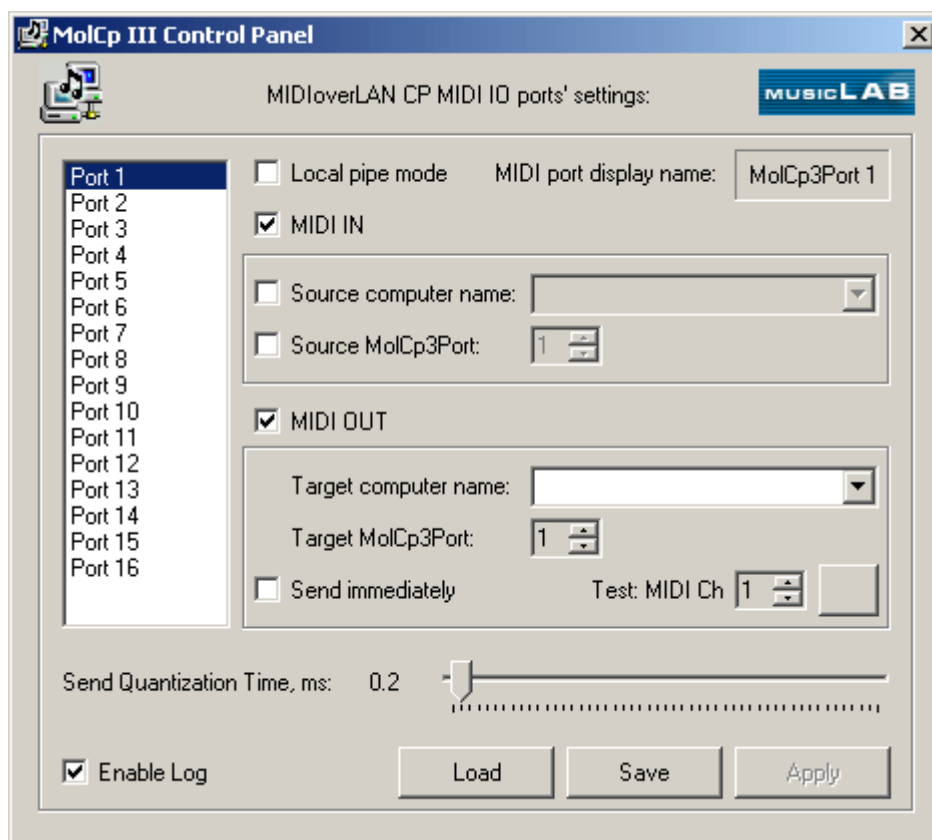 MolCp III Control Panel
MIDIoverLAN CP MIDI IO ports' settings:
MUSICLAB
Port 1
Port 2
Port 3
Port 4
Port 5
Port 6
Port 7
Port 8
Port 9
Port 10
Port 11
Port 12
Port 13
Port 14
Port 15
Port 16
Local pipe mode
MIDI port display name:
MolCp3Port 1
MIDI IN
Source computer name:
Source MolCp3Port:
1
MIDI OUT
Target computer name:
Target MolCp3Port:
1
Send immediately
Test: MIDI Ch
1
Send Quantization Time, ms:
0.2
Enable Log
Load
Save
Apply